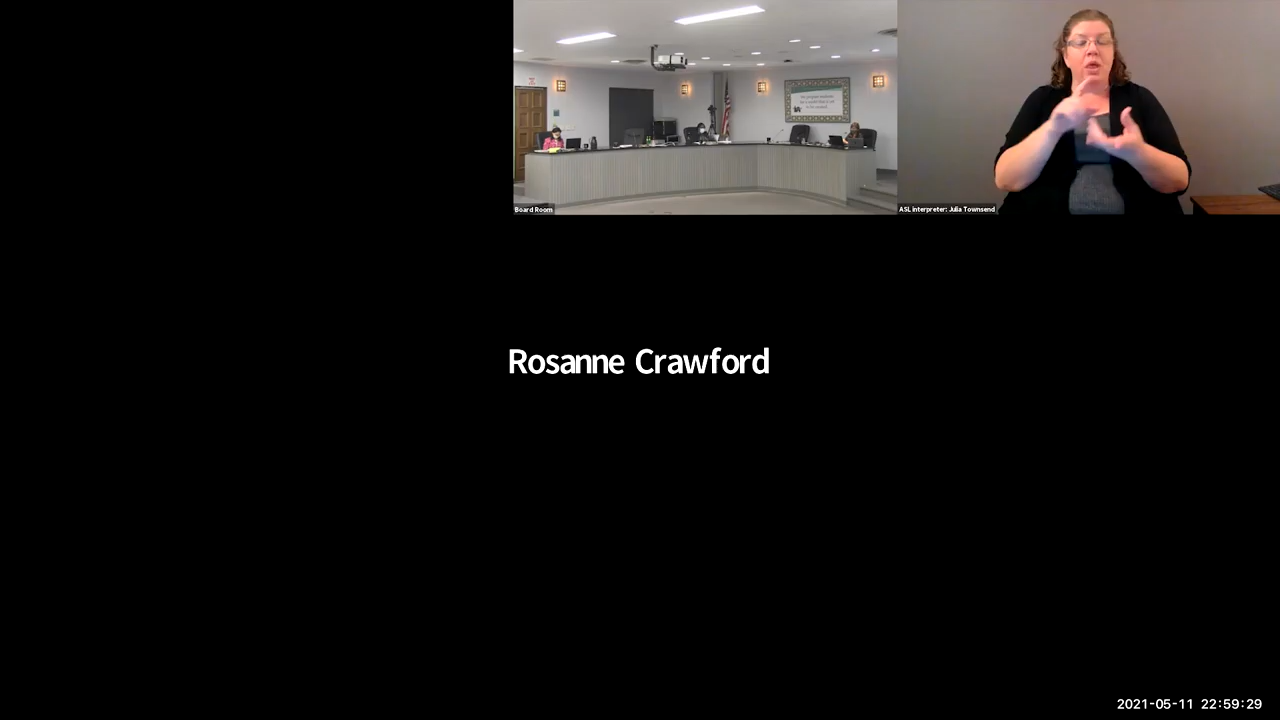 Board Room
ASL interpreter: Julia Townsend
Rosanne Crawford
2021-05-11 22:59:29